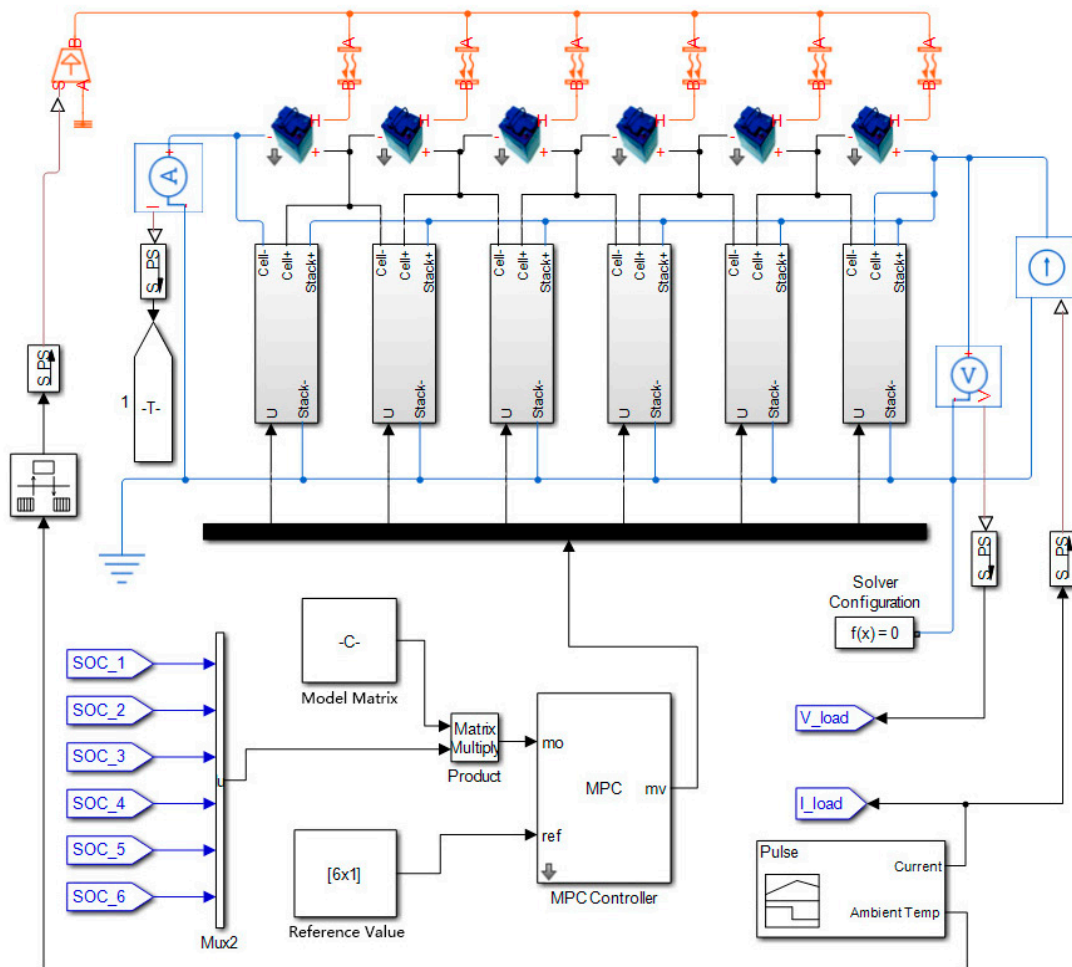 B
A A A A A A
S
A
B B B B B B
H H H H H H
- - - - - -
+ + + + + +
+
A
-
I
Cell- Cell+ Stack+ Cell- Cell+ Stack+ Cell- Cell+ Stack+ Cell- Cell+ Stack+ Cell- Cell+ Stack+ Cell- Cell+ Stack+
S PS
+
V
-
V
S PS
1
-T-
U Stack- U Stack- U Stack- U Stack- U Stack- U Stack-
S PS
S PS
Solver
Configuration
f(x) = 0
-C-
Model Matrix
SOC_1
SOC_2
SOC_3
SOC_4
SOC_5
SOC_6
u
Mux2
Matrix
Multiply
Product
mo
MPC
mv
ref
MPC Controller
[6x1]
Reference Value
V_load
I_load
Pulse
Current
Ambient Temp